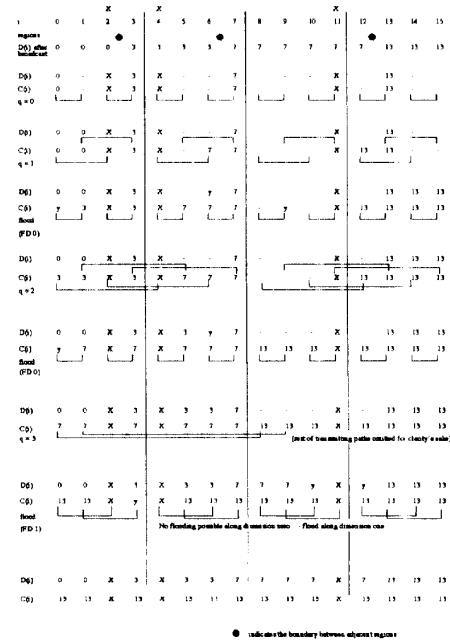 X X
i 0 1 2 3 4 5 6 7 8 9 10 11 12 13 14 15
regions
D(i) after 0 0 0 3 3 3 3 7 7 7 7 7 7 13 13 13
broadcast
D(i) 0 X 3 X 7 X 13
C(i) 0 X 3 X 7 X 13
q = 0
D(i) 0 0 X 3 X 7 X 13
C(i) 0 0 X 3 X 7 7 X 13 13
q = 1
D(i) 0 0 X 3 X y 7 X 13 13 13
C(i) y 3 X 3 X 7 7 7 y X 13 13 13 13
flood
(FD 0)
D(i) 0 0 X 3 X 7 X 13 13 13
C(i) 3 3 X 3 X 7 7 7 X 13 13 13 13
q = 2
D(i) 0 0 X 3 X 3 y 7 X 13 13 13
C(i) y 7 X 7 X 7 7 7 13 13 13 X 13 13 13 13
flood
(FD 0)
D(i) 0 0 X 3 X 3 3 7 X 13 13 13
C(i) 7 7 X 7 X 7 7 7 13 13 13 X 13 13 13 13
q = 3
(rest of transmitting paths omitted for clarity's sake)
D(i) 0 0 X 3 X 3 3 7 7 7 y X y 13 13 13
C(i) 13 13 X y X 13 13 13 13 13 13 X 13 13 13 13
flood
(FD 1)
No flooding possible along dimension zero - flood along dimension one
D(i) 0 0 X 3 X 3 3 7 7 7 7 X 7 13 13 13
C(i) 13 13 X 13 X 13 13 13 13 13 13 X 13 13 13 13
indicates the boundary between adjacent regions